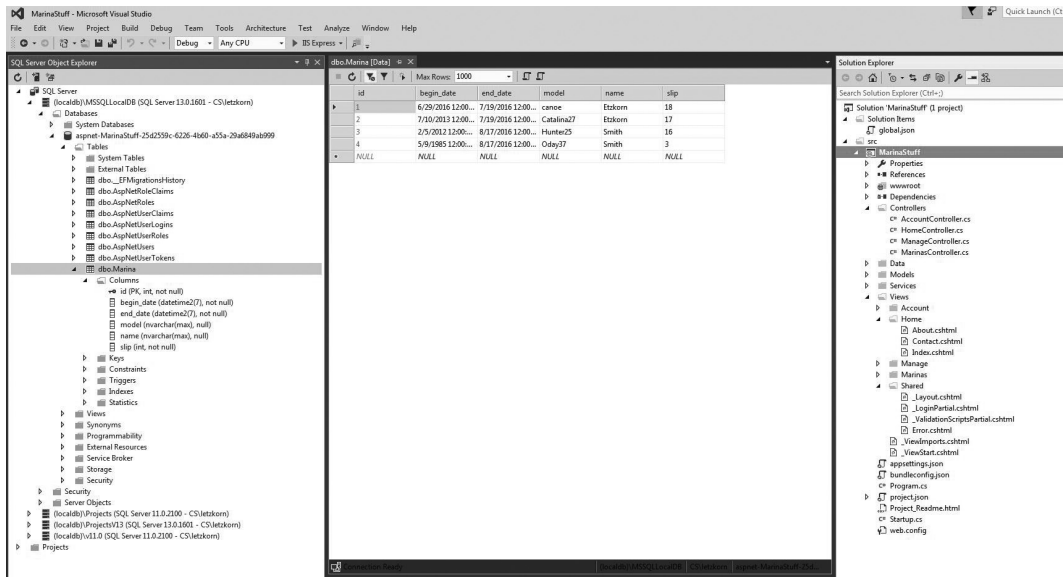 MarinaStuff - Microsoft Visual Studio
Quick Launch (Ct
File Edit View Project Build Debug Team Tools Architecture Test Analyze Window Help
Debug Any CPU IIS Express
SQL Server Object Explorer
SQL Server
(localdb)\MSSQLLocalDB (SQL Server 13.0.1601 - CS\letzkorn)
Databases
System Databases
aspnet-MarinaStuff-25d2559c-6226-4b60-a55a-29a6849ab999
Tables
System Tables
External Tables
dbo.__EFMigrationsHistory
dbo.AspNetRoleClaims
dbo.AspNetRoles
dbo.AspNetUserClaims
dbo.AspNetUserLogins
dbo.AspNetUserRoles
dbo.AspNetUsers
dbo.AspNetUserTokens
dbo.Marina
Columns
id (PK, int, not null)
begin_date (datetime2(7), not null)
end_date (datetime2(7), not null)
model (nvarchar(max), null)
name (nvarchar(max), null)
slip (int, not null)
Keys
Constraints
Triggers
Indexes
Statistics
Views
Synonyms
Programmability
External Resources
Service Broker
Storage
Security
Security
Server Objects
(localdb)\Projects (SQL Server 11.0.2100 - CS\letzkorn)
(localdb)\ProjectsV13 (SQL Server 13.0.1601 - CS\letzkorn)
(localdb)\v11.0 (SQL Server 11.0.2100 - CS\letzkorn)
Projects
dbo.Marina [Data]
Max Rows: 1000
id begin_date end_date model name slip
1 6/29/2016 12:00... 7/19/2016 12:00... canoe Etzkorn 18
2 7/10/2013 12:00... 7/19/2016 12:00... Catalina27 Etzkorn 17
3 2/5/2012 12:00:... 8/17/2016 12:00... Hunter25 Smith 16
4 5/9/1985 12:00:... 8/17/2016 12:00... Oday37 Smith 3
NULL NULL NULL NULL NULL NULL
Connection Ready (localdb)\MSSQLLocalDB CS\letzkorn aspnet-MarinaStuff-25d...
Solution Explorer
Search Solution Explorer (Ctrl+;)
Solution 'MarinaStuff' (1 project)
Solution Items
global.json
src
MarinaStuff
Properties
References
wwwroot
Dependencies
Controllers
C# AccountController.cs
C# HomeController.cs
C# ManageController.cs
C# MarinasController.cs
Data
Models
Services
Views
Account
Home
About.cshtml
Contact.cshtml
Index.cshtml
Manage
Marinas
Shared
_Layout.cshtml
_LoginPartial.cshtml
_ValidationScriptsPartial.cshtml
Error.cshtml
_ViewImports.cshtml
_ViewStart.cshtml
appsettings.json
bundleconfig.json
C# Program.cs
project.json
Project_Readme.html
C# Startup.cs
web.config